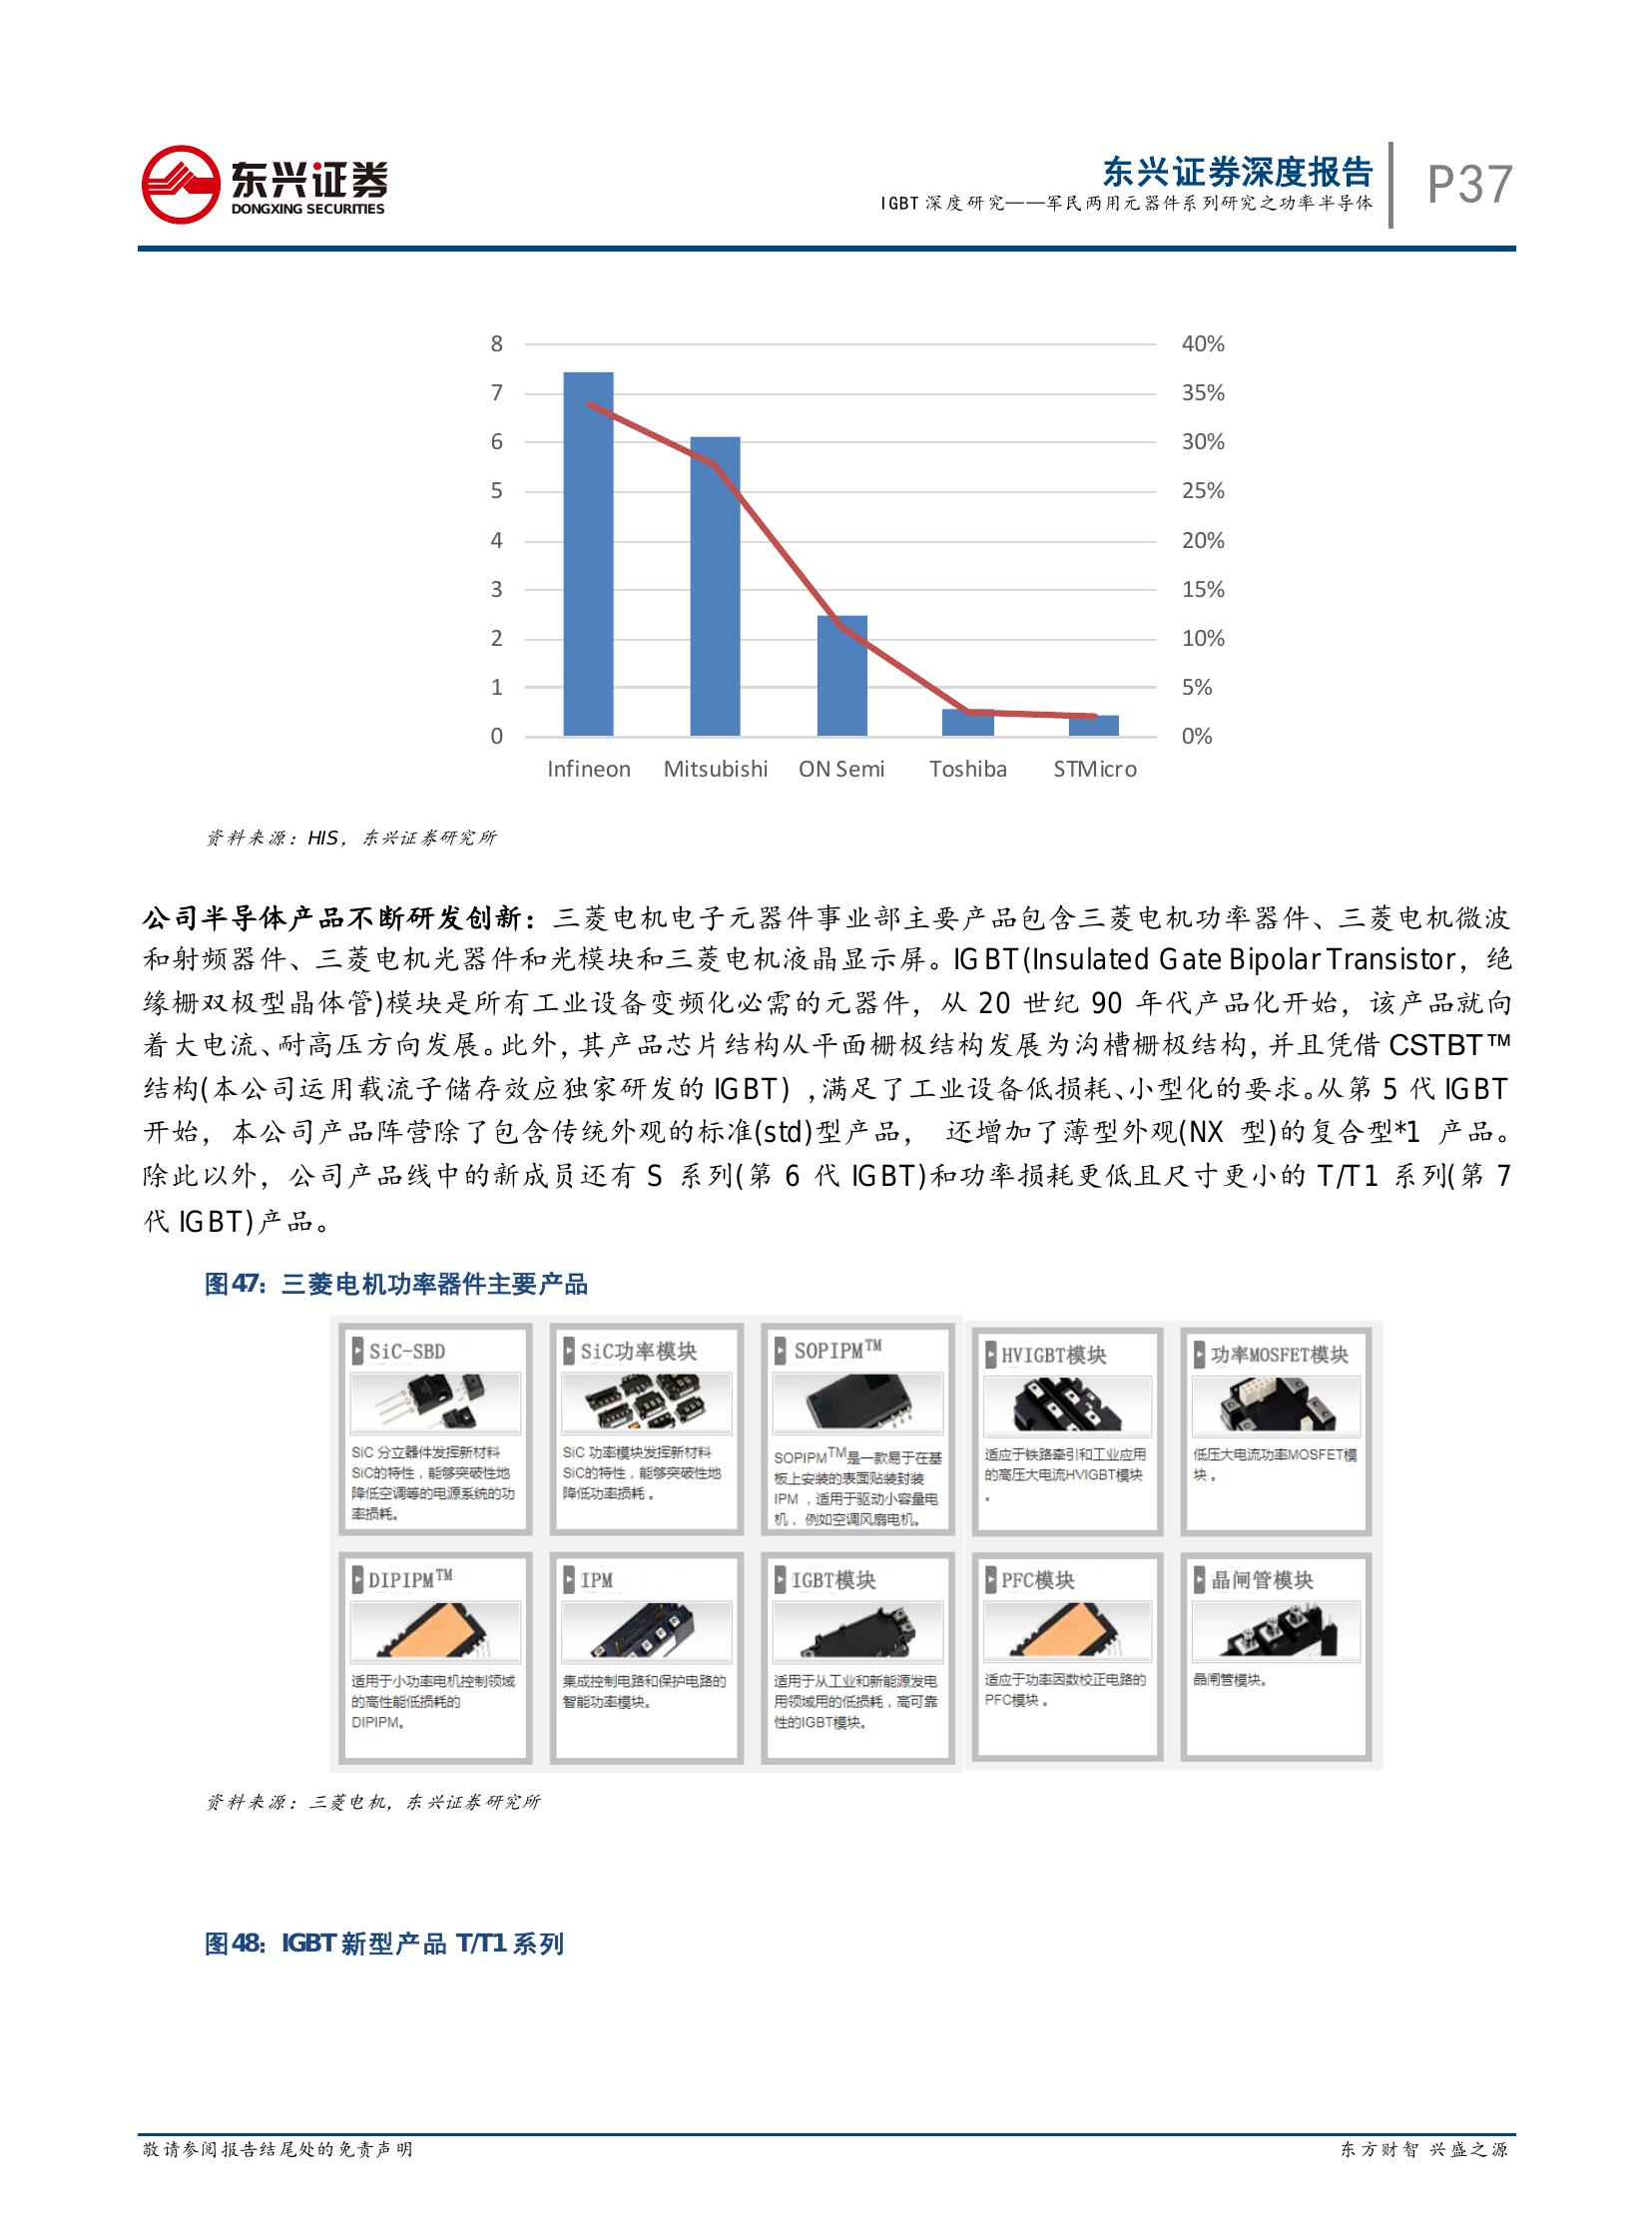 东兴证券
DONGXING SECURITIES
东兴证券深度报告
IGBT 深度研究——军民两用元器件系列研究之功率半导体
P37
8
7
6
5
4
3
2
1
0
40%
35%
30%
25%
20%
15%
10%
5%
0%
Infineon Mitsubishi ON Semi Toshiba STMicro
资料来源：HIS，东兴证券研究所
公司半导体产品不断研发创新：三菱电机电子元器件事业部主要产品包含三菱电机功率器件、三菱电机微波
和射频器件、三菱电机光器件和光模块和三菱电机液晶显示屏。IGBT(Insulated Gate Bipolar Transistor，绝
缘栅双极型晶体管)模块是所有工业设备变频化必需的元器件，从 20 世纪 90 年代产品化开始，该产品就向
着大电流、耐高压方向发展。此外，其产品芯片结构从平面栅极结构发展为沟槽栅极结构，并且凭借 CSTBT™
结构(本公司运用载流子储存效应独家研发的 IGBT) ,满足了工业设备低损耗、小型化的要求。从第 5 代 IGBT
开始，本公司产品阵营除了包含传统外观的标准(std)型产品， 还增加了薄型外观(NX 型)的复合型*1 产品。
除此以外，公司产品线中的新成员还有 S 系列(第 6 代 IGBT)和功率损耗更低且尺寸更小的 T/T1 系列(第 7
代 IGBT)产品。
图47：三菱电机功率器件主要产品
SiC-SBD
SiC 分立器件发挥新材料
SiC的特性，能够突破性地
降低空调等的电源系统的功
率损耗。
SiC功率模块
SiC 功率模块发挥新材料
SiC的特性，能够突破性地
降低功率损耗 。
SOPIPM™
SOPIPM™是一款易于在基
板上安装的表面贴装封装
IPM ，适用于驱动小容量电
机 ，例如空调风扇电机。
HVIGBT模块
适应于铁路牵引和工业应用
的高压大电流HVIGBT模块
。
功率MOSFET模块
低压大电流功率MOSFET模
块 。
DIPIPM™
适用于小功率电机控制领域
的高性能低损耗的
DIPIPM。
IPM
集成控制电路和保护电路的
智能功率模块。
IGBT模块
适用于从工业和新能源发电
用领域用的低损耗，高可靠
性的IGBT模块。
PFC模块
适应于功率因数校正电路的
PFC模块 。
晶闸管模块
晶闸管模块。
资料来源：三菱电机，东兴证券研究所
图48：IGBT 新型产品 T/T1 系列
敬请参阅报告结尾处的免责声明
东方财智 兴盛之源